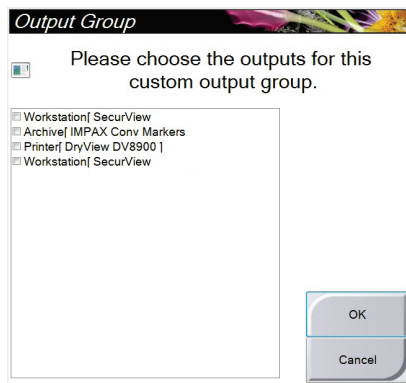 Output Group
Please choose the outputs for this
custom output group.
Workstation[ SecurView
Archive[ IMPAX Conv Markers
Printer[ DryView DV8900 ]
Workstation[ SecurView
OK
Cancel